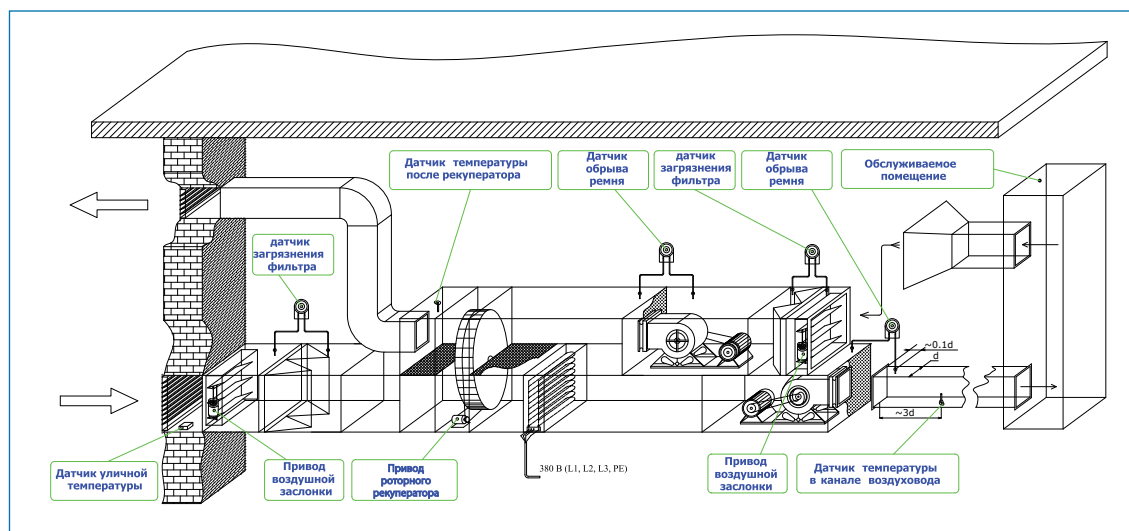 Датчик температуры
после рекуператора
Датчик
обрыва
ремня
датчик
загрязнения
фильтра
Датчик
обрыва
ремня
Обслуживаемое
помещение
датчик
загрязнения
фильтра
~0.1d
d
~3d
380 В (L1, L2, L3, PE)
Датчик уличной
температуры
Привод
воздушной
заслонки
Привод
роторного
рекуператора
Привод
воздушной
заслонки
Датчик температуры
в канале воздуховода